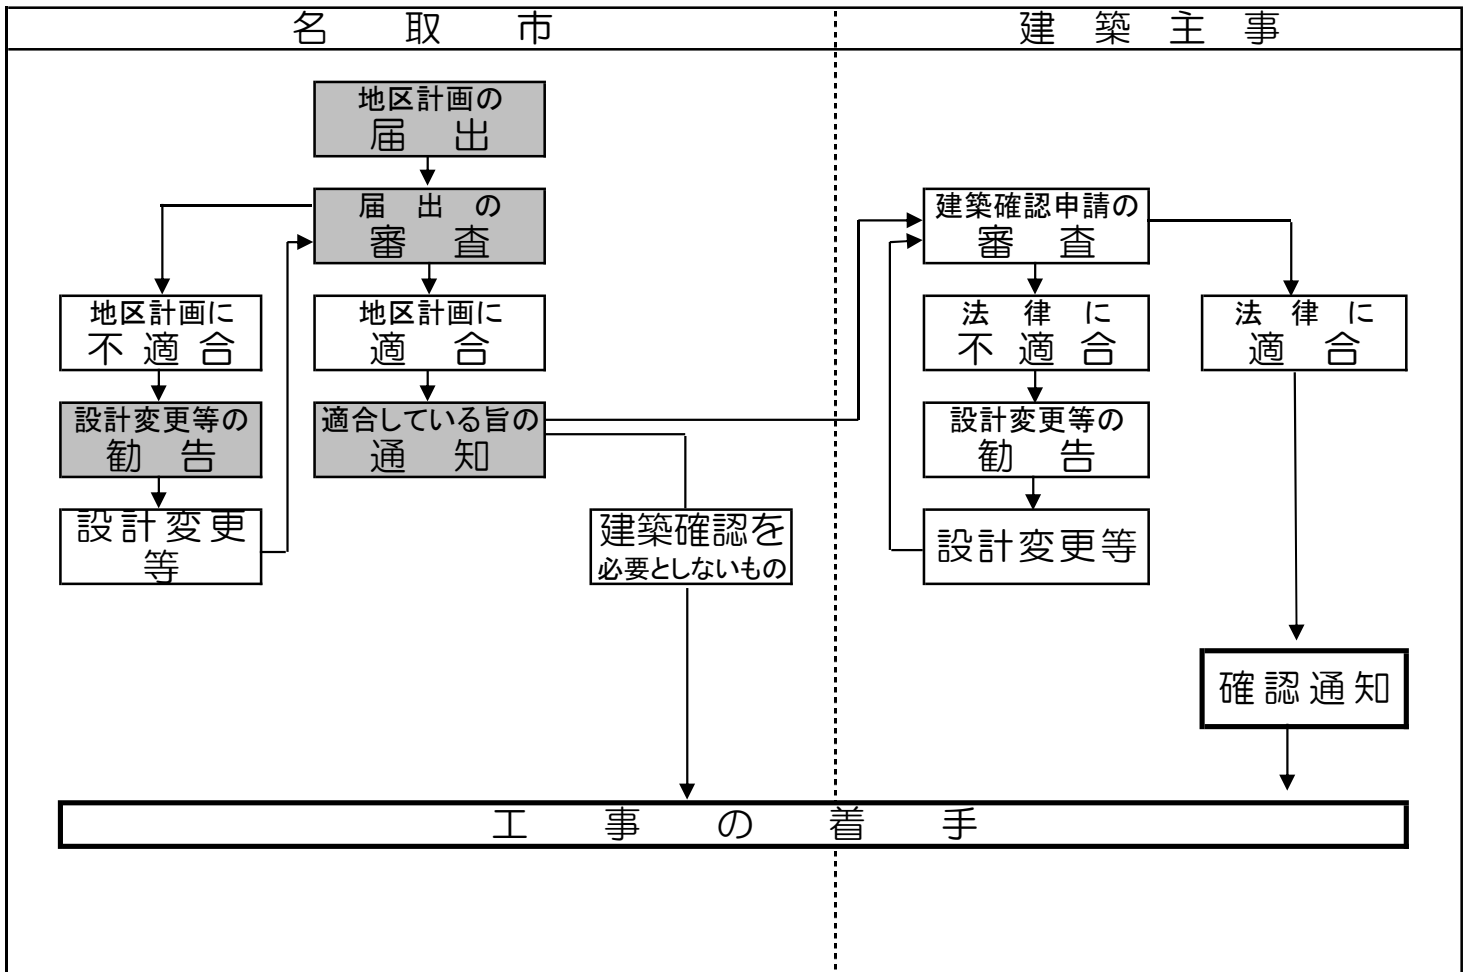 名取市
建築主事
地区計画の
届出
届出の
審査
地区計画に
不適合
地区計画に
適合
設計変更等の
勧告
適合している旨の
通知
設計変更
等
建築確認を
必要としないもの
建築確認申請の
審査
法律に
不適合
法律に
適合
設計変更等の
勧告
設計変更等
確認通知
工事の着手